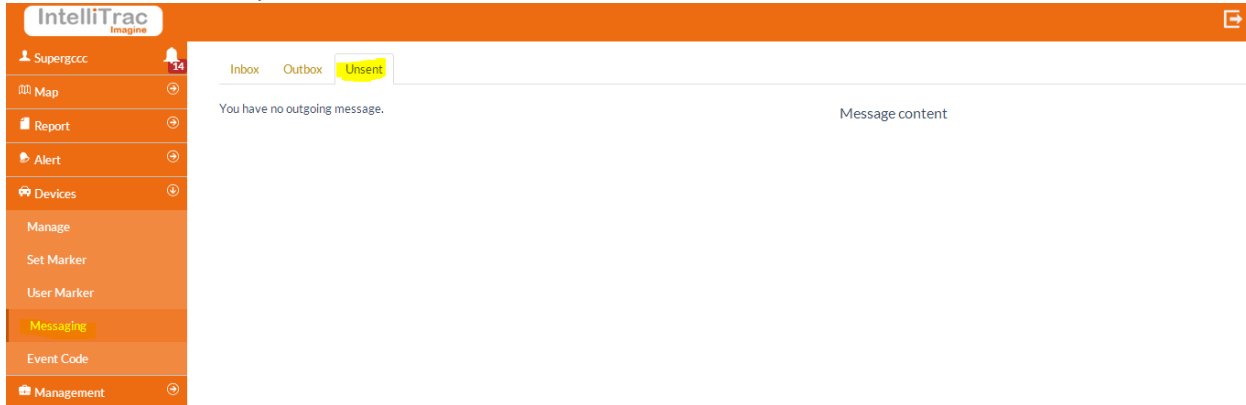 IntelliTrac
Imagine
Supergccc
14
Map
Report
Alert
Devices
Manage
Set Marker
User Marker
Messaging
Event Code
Management
Inbox Outbox Unsent
You have no outgoing message.
Message content